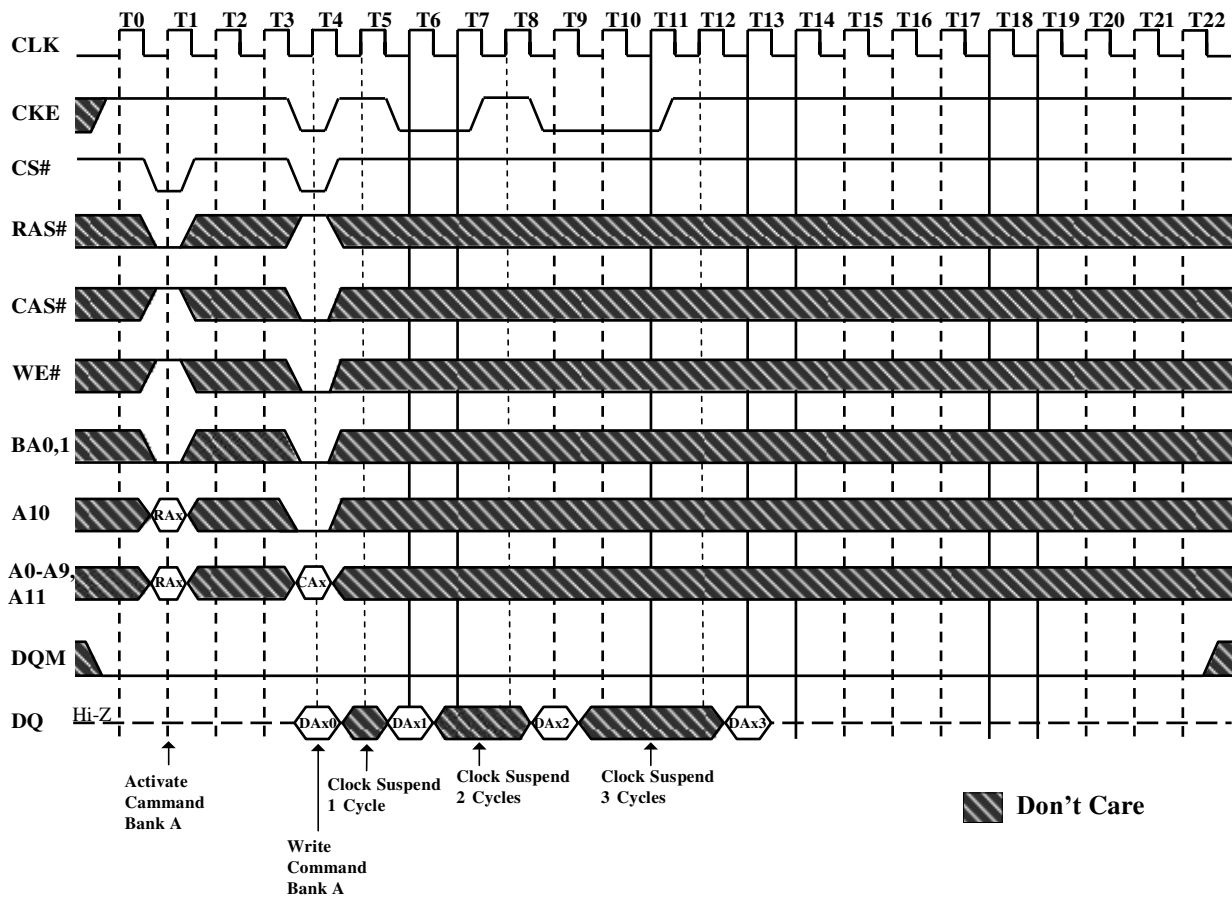 T0 T1 T2 T3 T4 T5 T6 T7 T8 T9 T10 T11 T12 T13 T14 T15 T16 T17 T18 T19 T20 T21 T22
CLK
CKE
CS#
RAS#
CAS#
WE#
BA0,1
A10 RAx
A0-A9,
A11
RAx CAx
DQM
DQ Hi-Z DAx0 DAx1 DAx2 DAx3
Activate
Cammand
Bank A
Write
Command
Bank A
Clock Suspend
1 Cycle
Clock Suspend
2 Cycles
Clock Suspend
3 Cycles
Don't Care